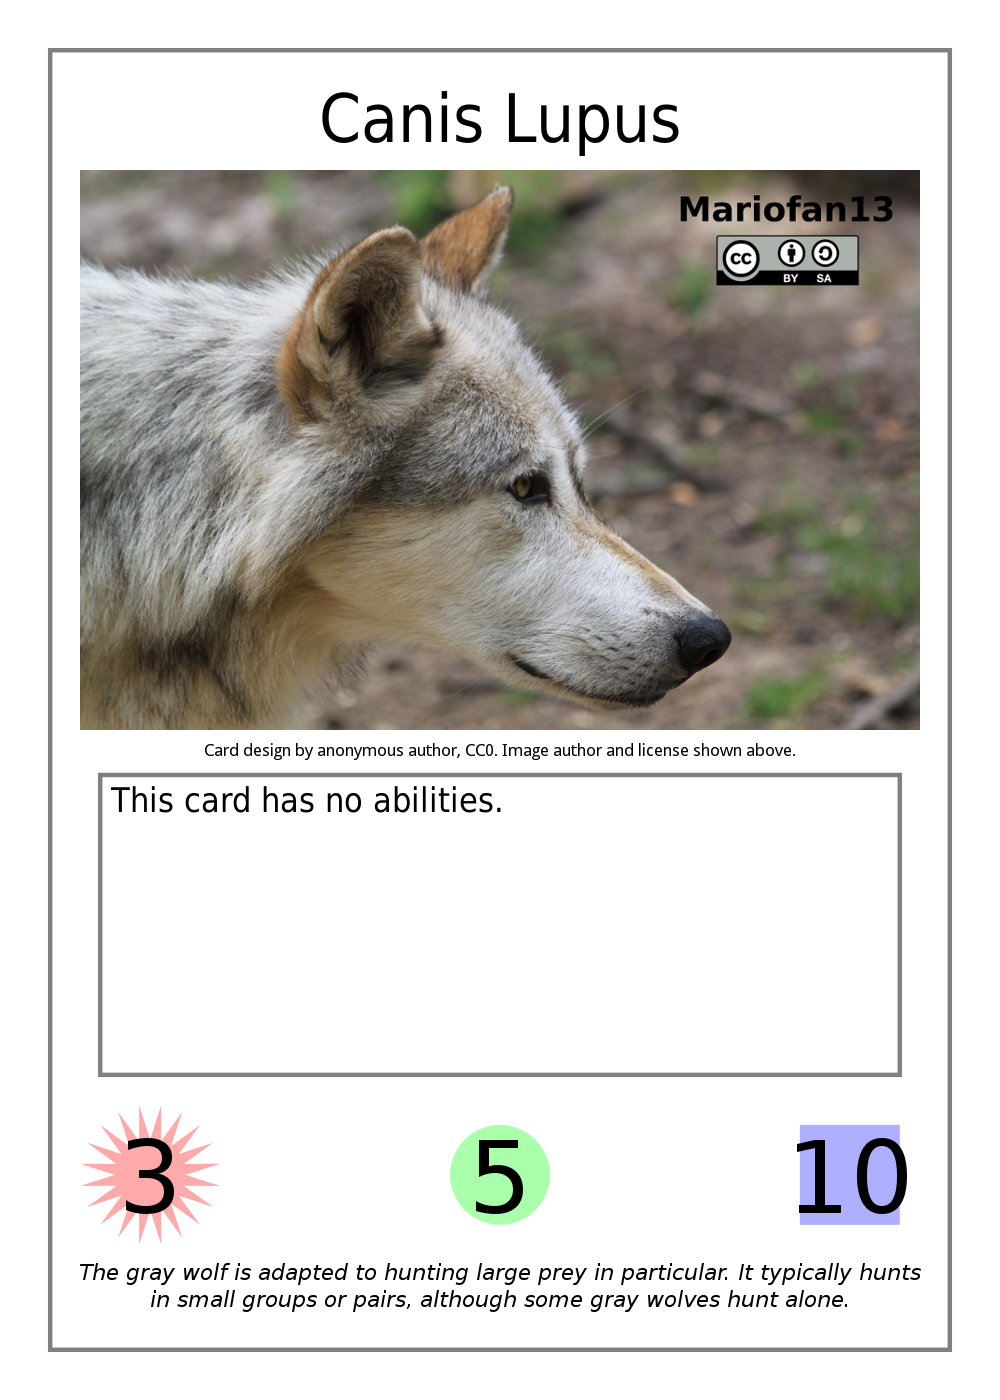 Canis Lupus
Mariofan13
cc
BY SA
Card design by anonymous author, CC0. Image author and license shown above.
This card has no abilities.
3 5 10
The gray wolf is adapted to hunting large prey in particular. It typically hunts
in small groups or pairs, although some gray wolves hunt alone.